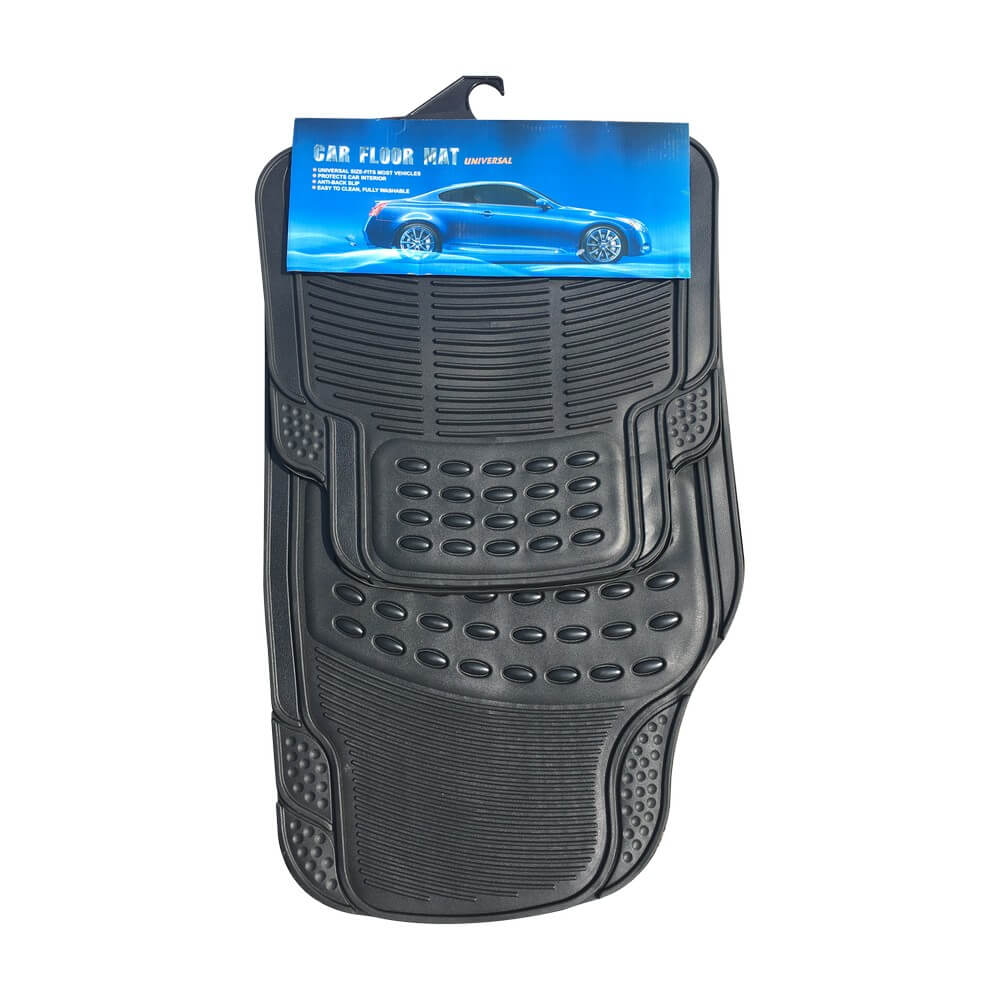 CAR FLOOR MAT UNIVERSAL
UNIVERSAL SIZE-FITS MOST VEHICLES
PROTECTS CAR INTERIOR
ANTI-BACK SLIP
EASY TO CLEAN, FULLY WASHABLE